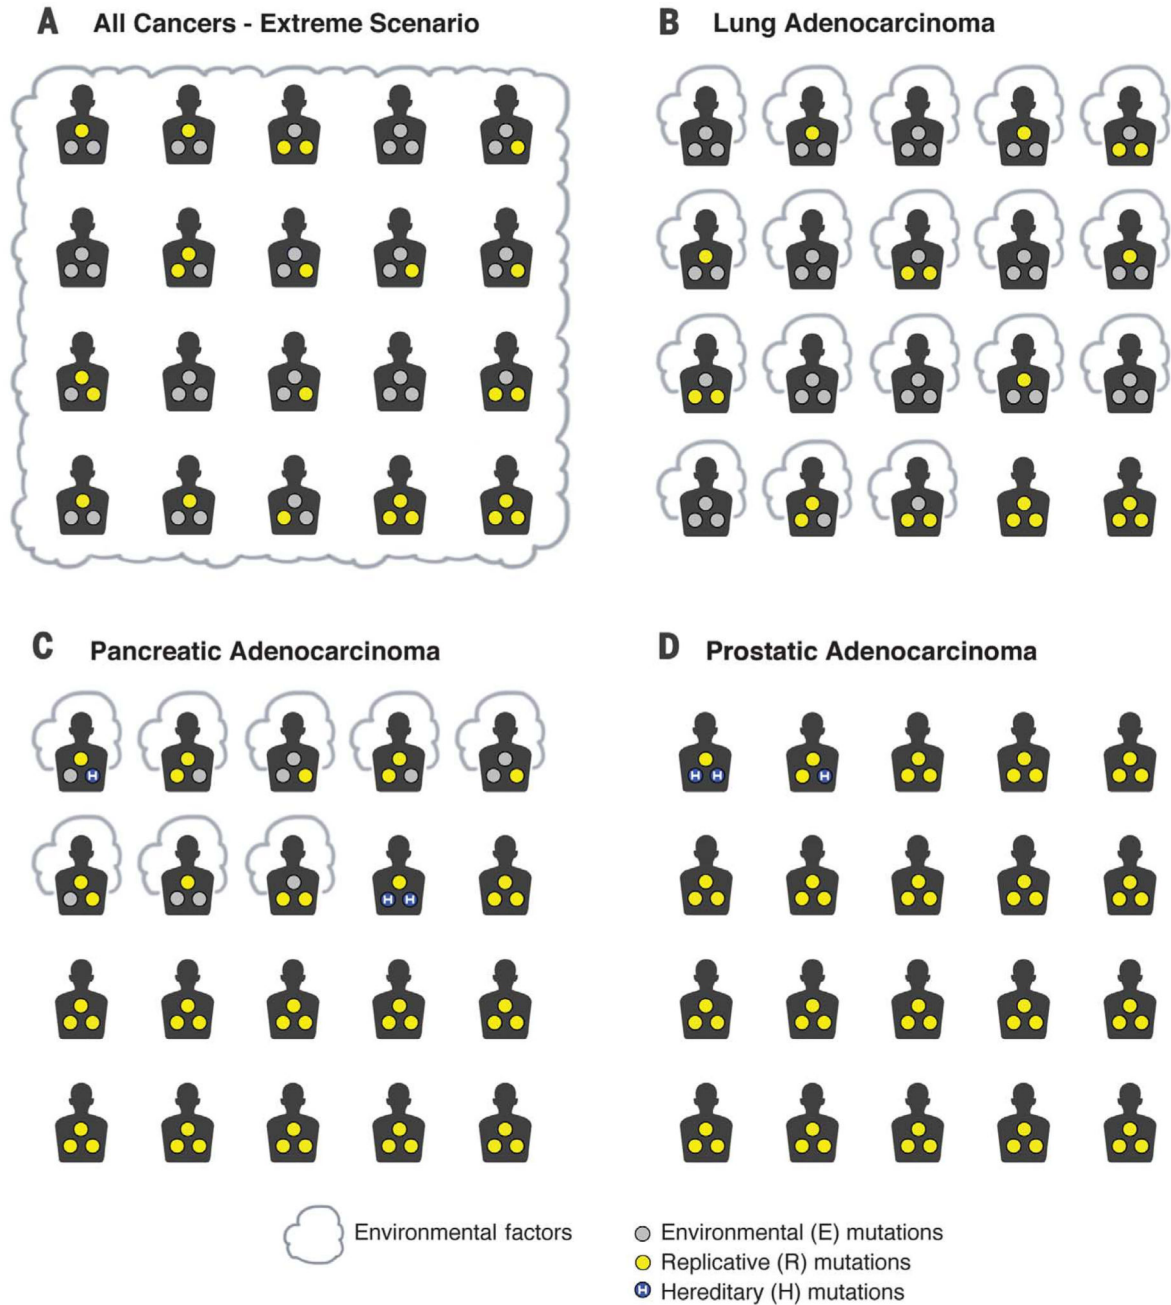 A All Cancers - Extreme Scenario
B Lung Adenocarcinoma
C Pancreatic Adenocarcinoma
D Prostatic Adenocarcinoma
H
H H
H H
H
Environmental factors
Environmental (E) mutations
Replicative (R) mutations
H Hereditary (H) mutations